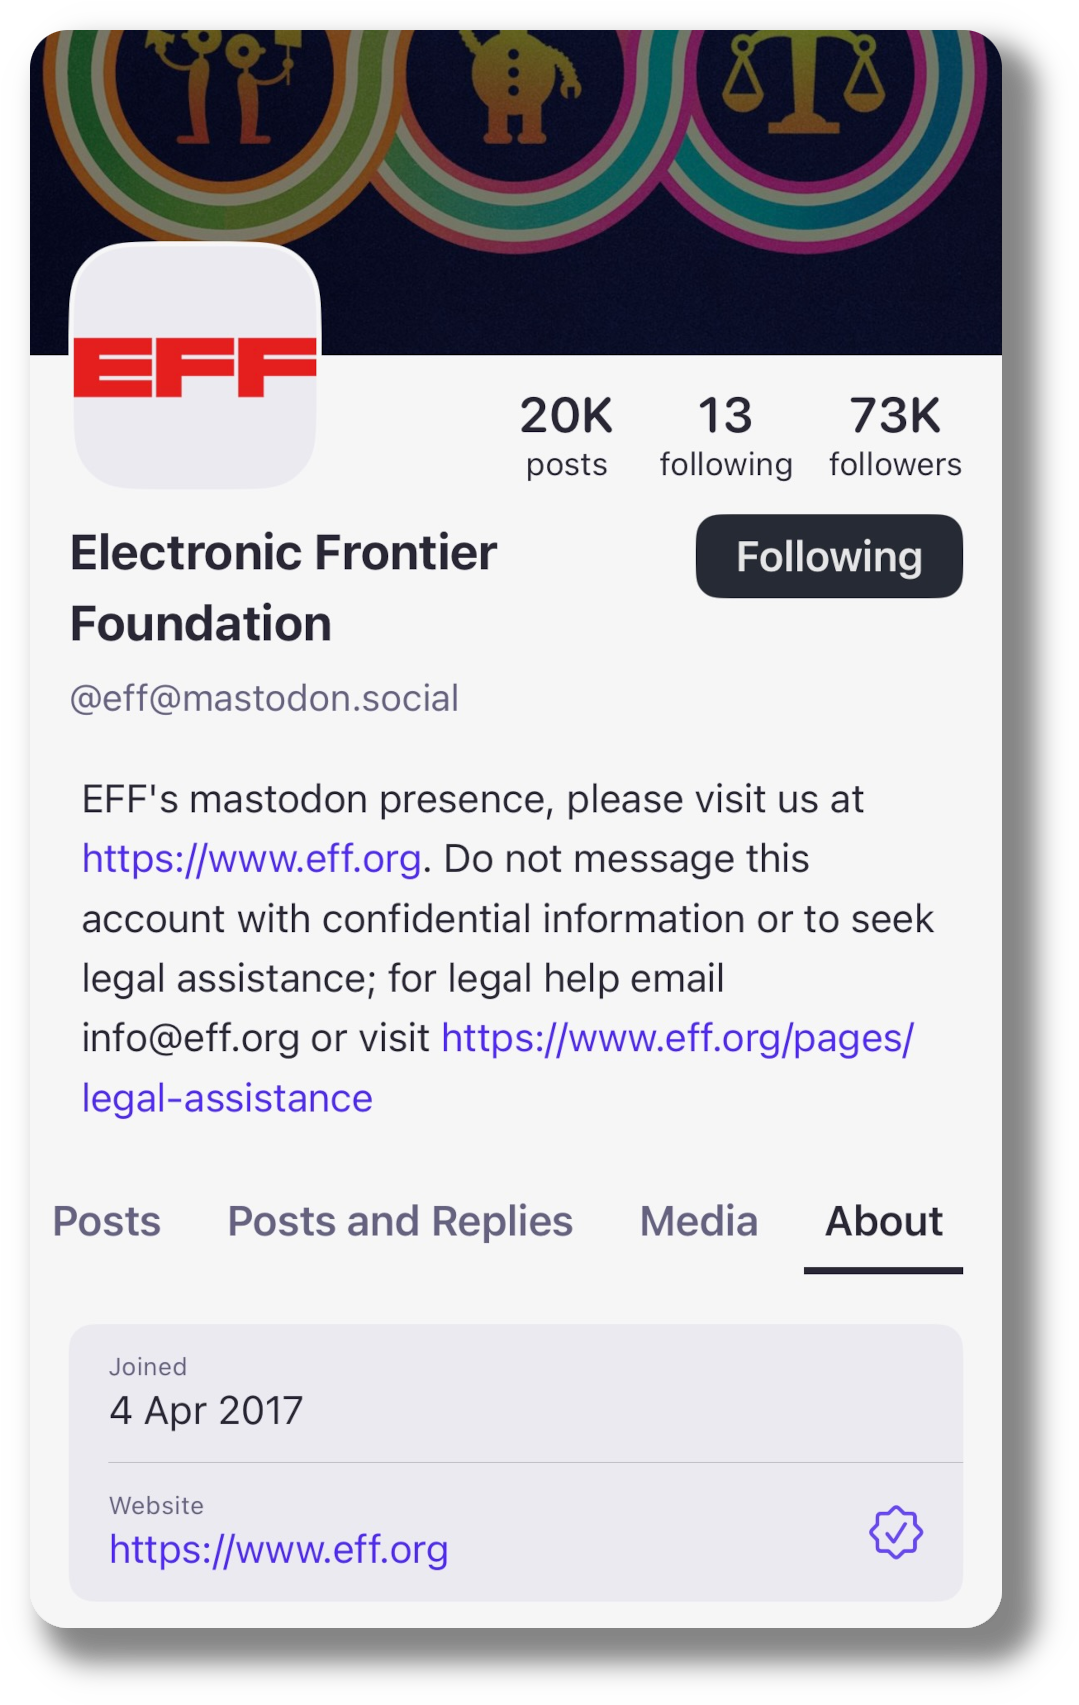 EFF
20K 13 73K
posts following followers
Electronic Frontier
Foundation
Following
@eff@mastodon.social
EFF's mastodon presence, please visit us at
https://www.eff.org. Do not message this
account with confidential information or to seek
legal assistance; for legal help email
info@eff.org or visit https://www.eff.org/pages/
legal-assistance
Posts Posts and Replies Media About
Joined
4 Apr 2017
Website
https://www.eff.org